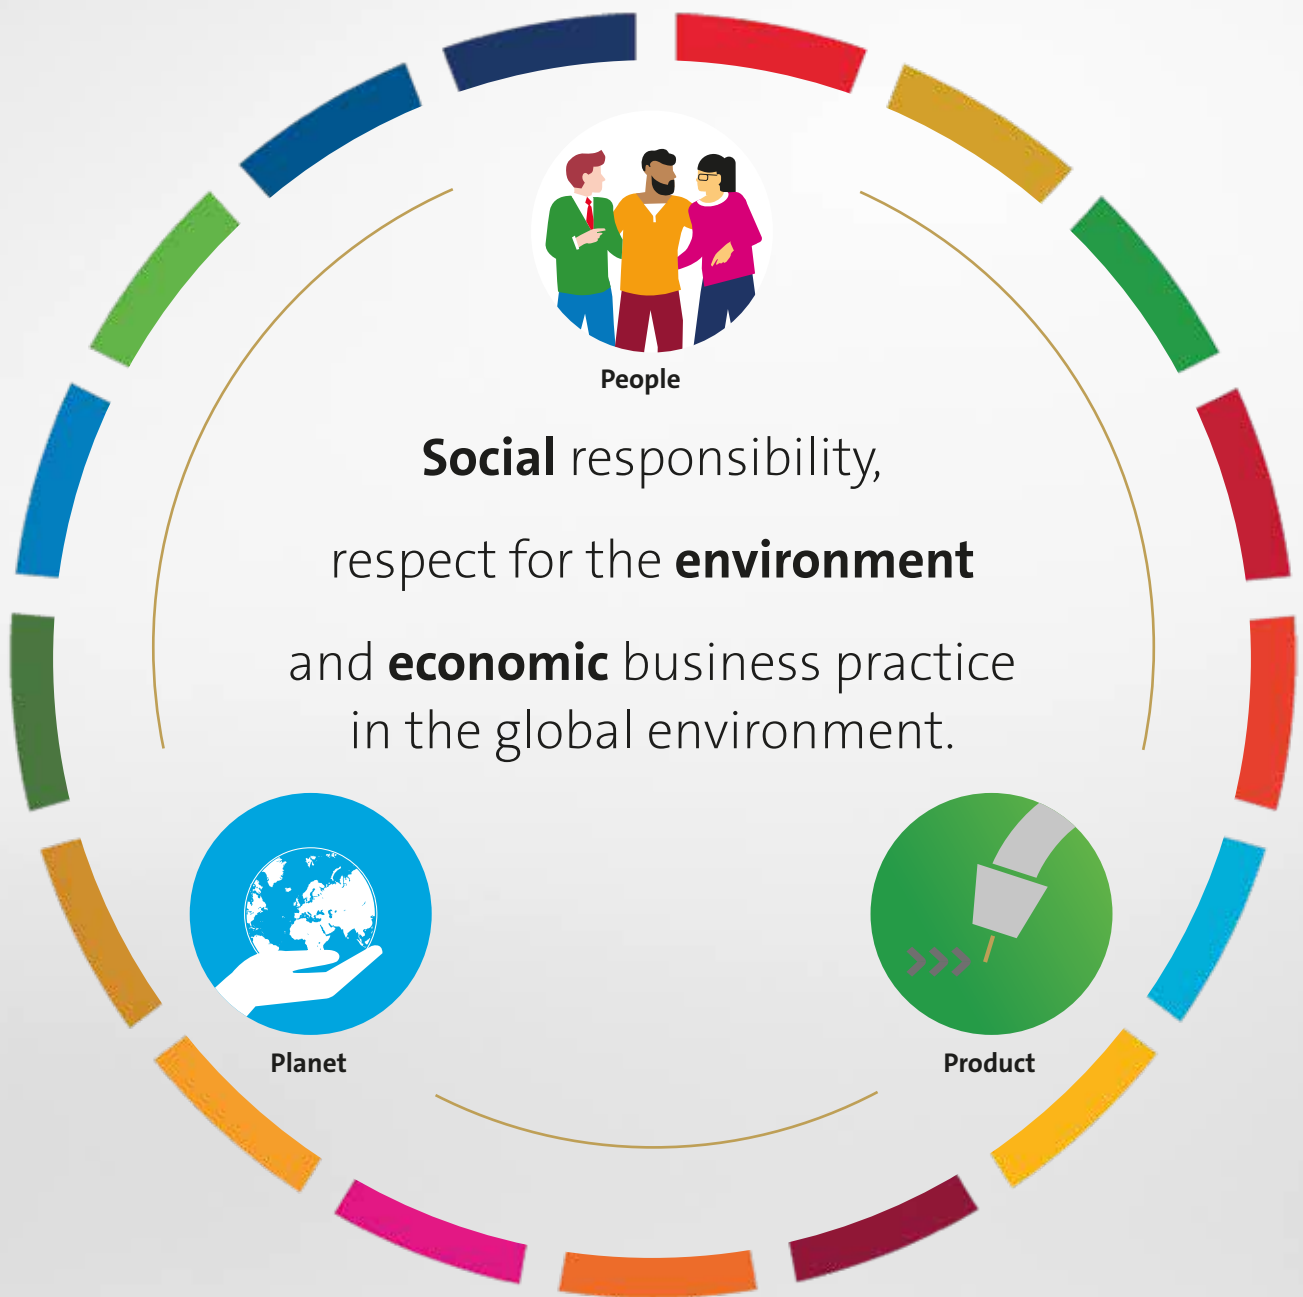 People
Social responsibility,
respect for the environment
and economic business practice
in the global environment.
Planet
Product